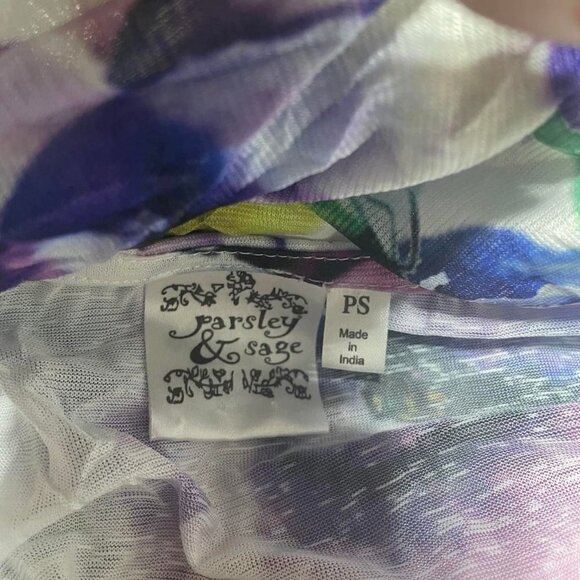 parsley
& sage
PS
Made
in
India